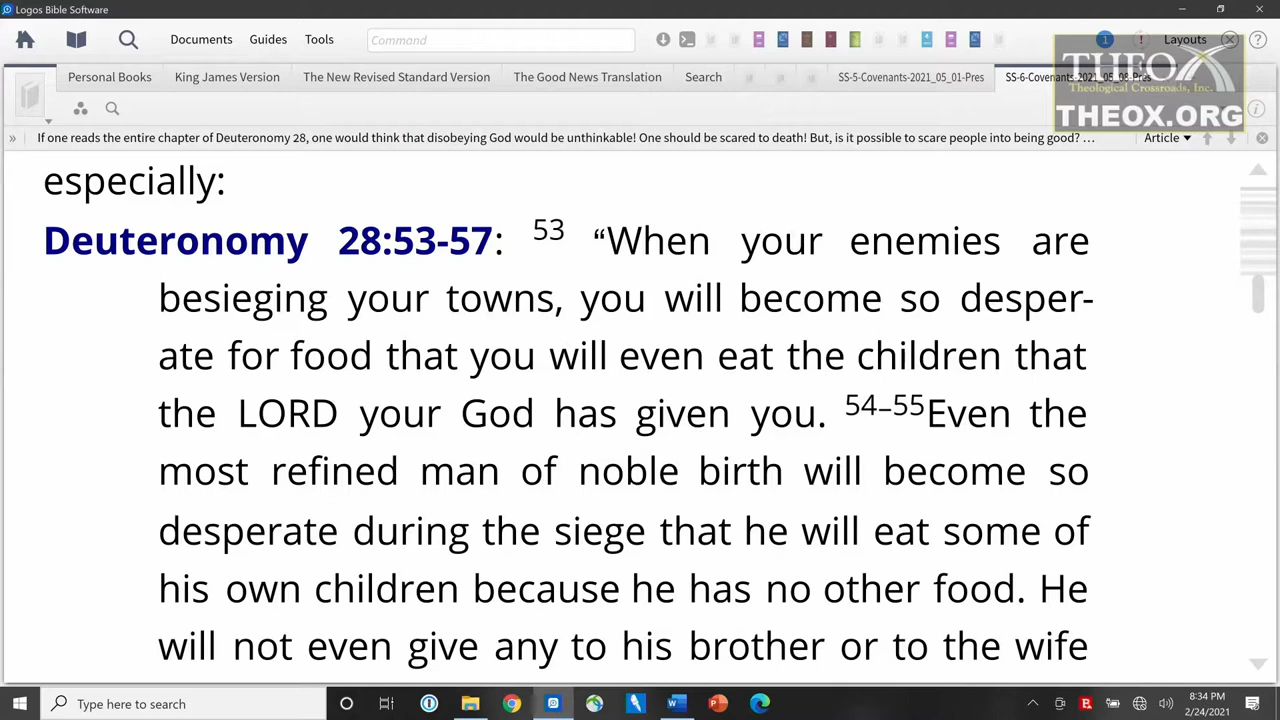 Logos Bible Software
Documents Guides Tools Command 1 Layouts
THEOX
Theological Crossroads, Inc.
THEOX.ORG
Personal Books King James Version The New Revised Standard Version The Good News Translation Search SS-5-Covenants-2021_05_01-Pres
» If one reads the entire chapter of Deuteronomy 28, one would think that disobeying God would be unthinkable! One should be scared to death! But, is it possible to scare people into being good? ... Article
especially:
Deuteronomy 28:53-57: 53 “When your enemies are
besieging your towns, you will become so desper-
ate for food that you will even eat the children that
the LORD your God has given you. 54–55Even the
most refined man of noble birth will become so
desperate during the siege that he will eat some of
his own children because he has no other food. He
will not even give any to his brother or to the wife
Type here to search
8:34 PM
2/24/2021